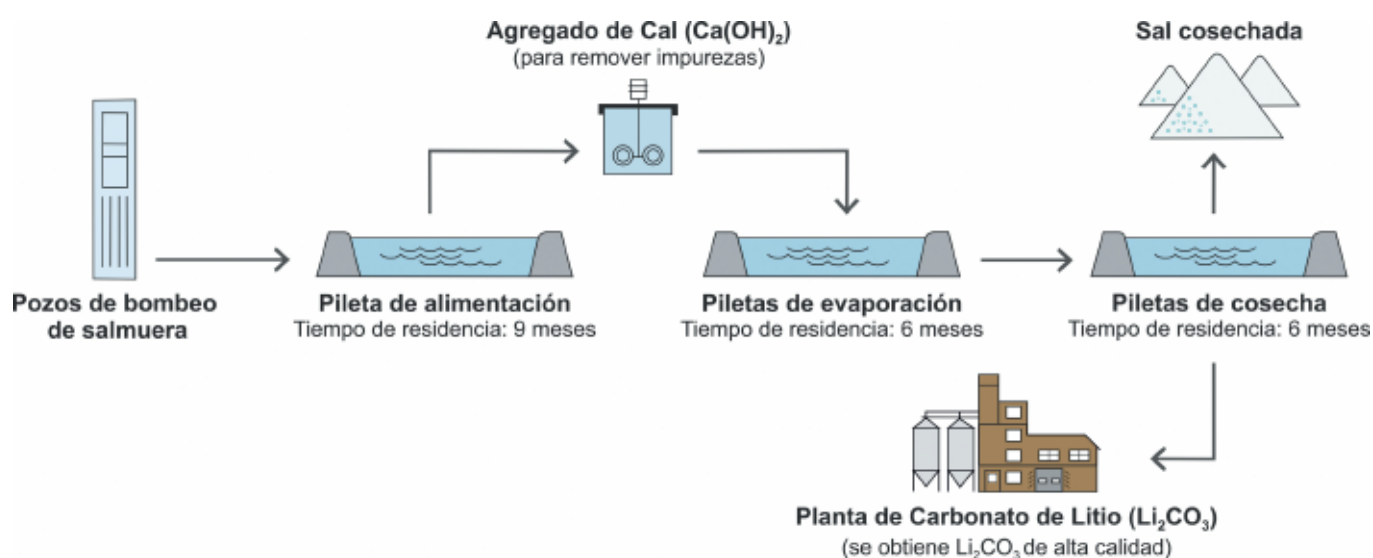 Agregado de Cal (Ca(OH)₂)
(para remover impurezas)
Sal cosechada
Pozos de bombeo
de salmuera
Pileta de alimentación
Tiempo de residencia: 9 meses
Piletas de evaporación
Tiempo de residencia: 6 meses
Piletas de cosecha
Tiempo de residencia: 6 meses
Planta de Carbonato de Litio (Li₂CO₃)
(se obtiene Li₂CO₃ de alta calidad)